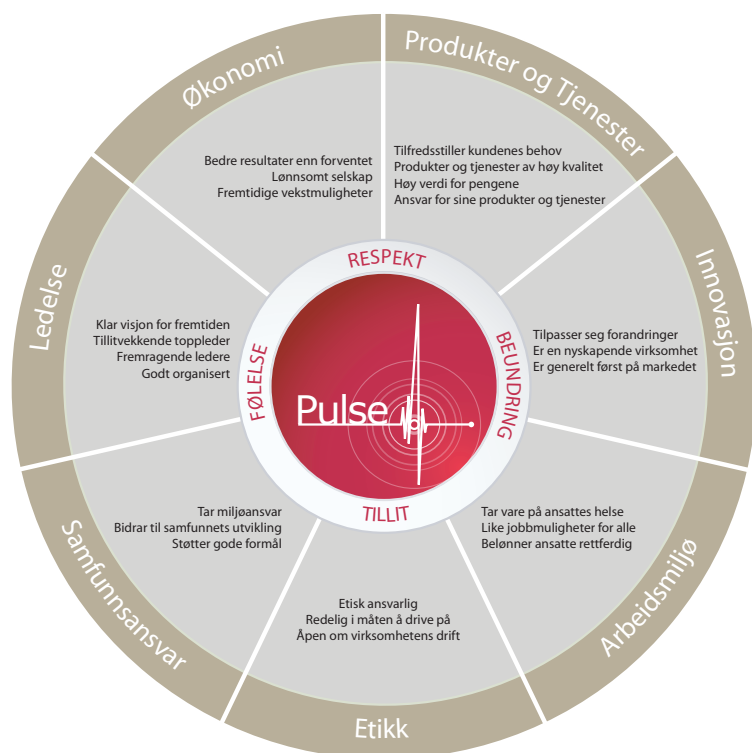 Økonomi
Bedre resultater enn forventet
Lønnsomt selskap
Fremtidige vekstmuligheter
Produkter og Tjenester
Tilfredsstiller kundenes behov
Produkter og tjenester av høy kvalitet
Høy verdi for pengene
Ansvar for sine produkter og tjenester
Innovasjon
Tilpasser seg forandringer
Er en nyskapende virksomhet
Er generelt først på markedet
Arbeidsmiljø
Tar vare på ansattes helse
Like jobbmuligheter for alle
Belønner ansatte rettferdig
Etikk
Etisk ansvarlig
Redelig i måten å drive på
Åpen om virksomhetens drift
Samfunnsansvar
Tar miljøansvar
Bidrar til samfunnets utvikling
Støtter gode formål
Ledelse
Klar visjon for fremtiden
Tillitvekkende toppleder
Fremragende ledere
Godt organisert
RESPEKT
BEUNDRING
TILLIT
FØLELSE
Pulse